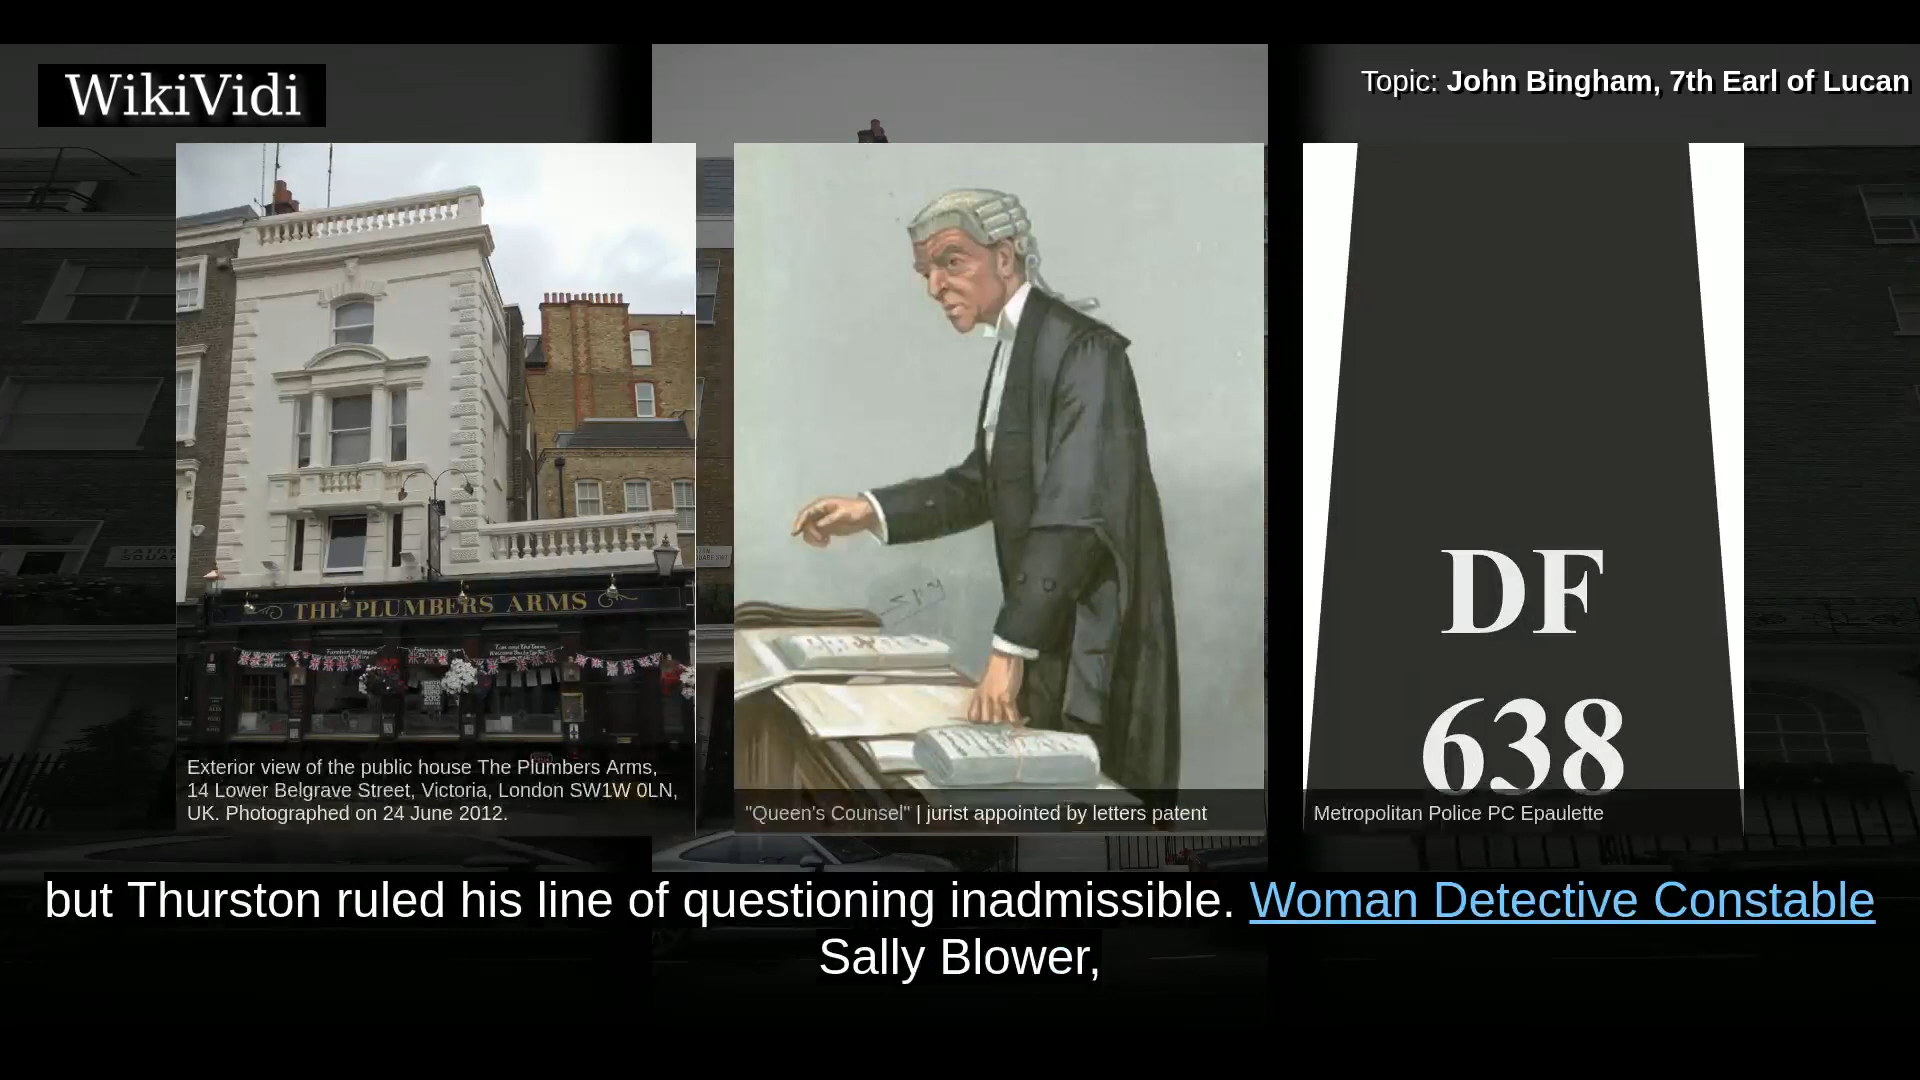 WikiVidi
Topic: John Bingham, 7th Earl of Lucan
THE PLUMBERS ARMS
Exterior view of the public house The Plumbers Arms,
14 Lower Belgrave Street, Victoria, London SW1W 0LN,
UK. Photographed on 24 June 2012.
Spy
"Queen's Counsel" | jurist appointed by letters patent
DF
638
Metropolitan Police PC Epaulette
but Thurston ruled his line of questioning inadmissible. Woman Detective Constable
Sally Blower,